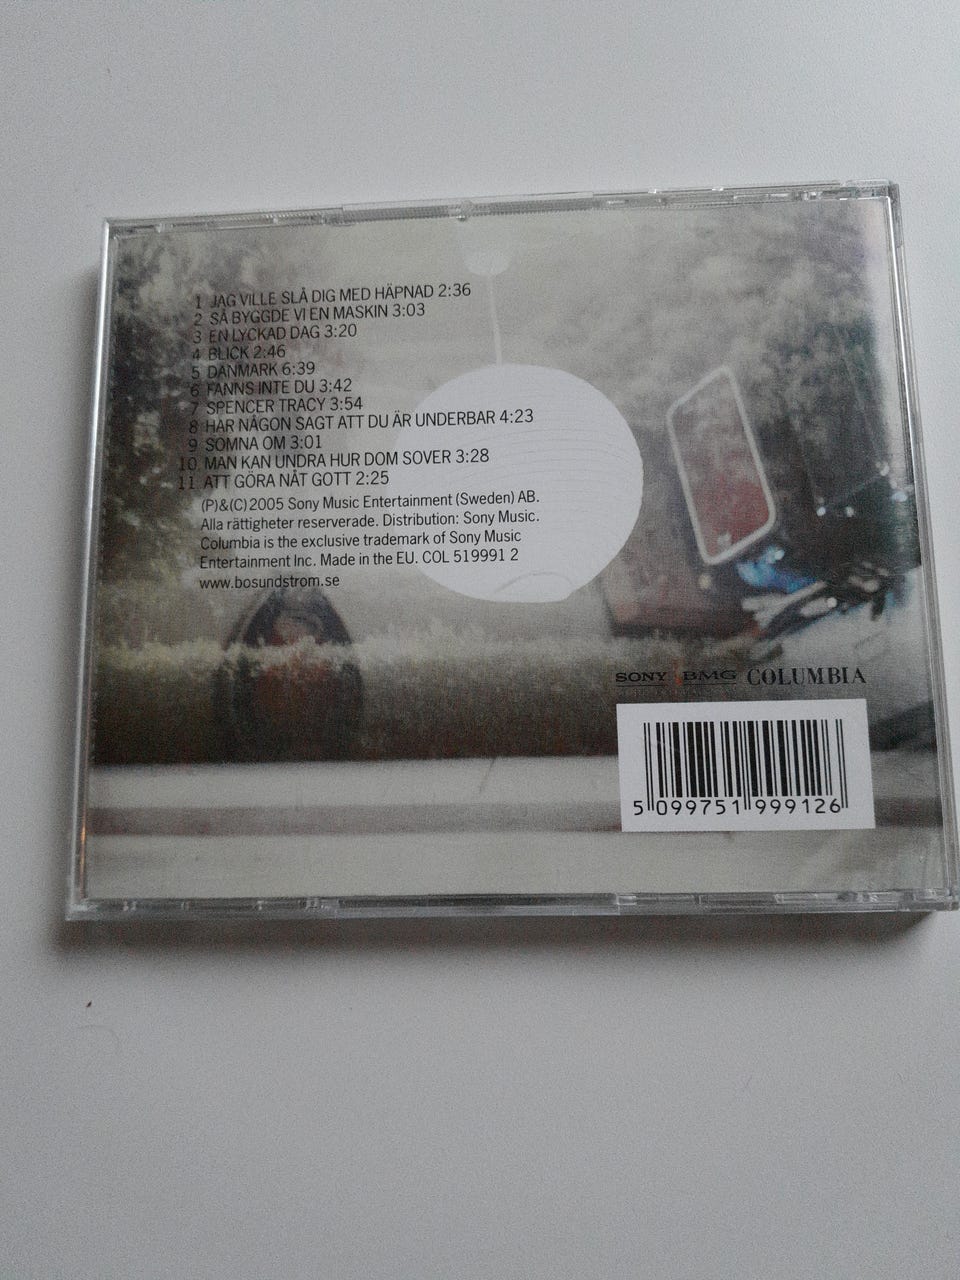 1 JAG VILLE SLÅ DIG MED HÄPNAD 2:36
2 SÅ BYGGDE VI EN MASKIN 3:03
3 EN LYCKAD DAG 3:20
4 BLICK 2:46
5 DANMARK 6:39
6 FANNS INTE DU 3:42
7 SPENCER TRACY 3:54
8 HAR NÅGON SAGT ATT DU ÄR UNDERBAR 4:23
9 SOMNA OM 3:01
10 MAN KAN UNDRA HUR DOM SOVER 3:28
11 ATT GÖRA NÅT GOTT 2:25
(P)&(C) 2005 Sony Music Entertainment (Sweden) AB.
Alla rättigheter reserverade. Distribution: Sony Music.
Columbia is the exclusive trademark of Sony Music
Entertainment Inc. Made in the EU. COL 519991 2
www.bosundstrom.se
SONY BMG COLUMBIA
5 099751 999126